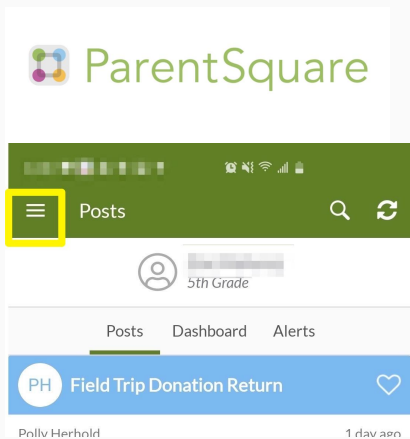 ParentSquare
Posts
5th Grade
Posts Dashboard Alerts
PH Field Trip Donation Return
Polly Herhold 1 day ago